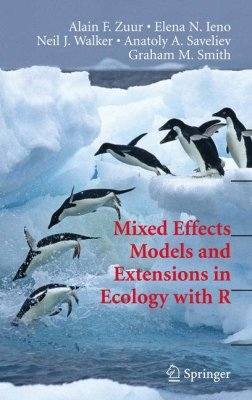 Alain F. Zuur · Elena N. Ieno
Neil J. Walker · Anatoly A. Saveliev
Graham M. Smith
Mixed Effects
Models and
Extensions in
Ecology with R
Springer